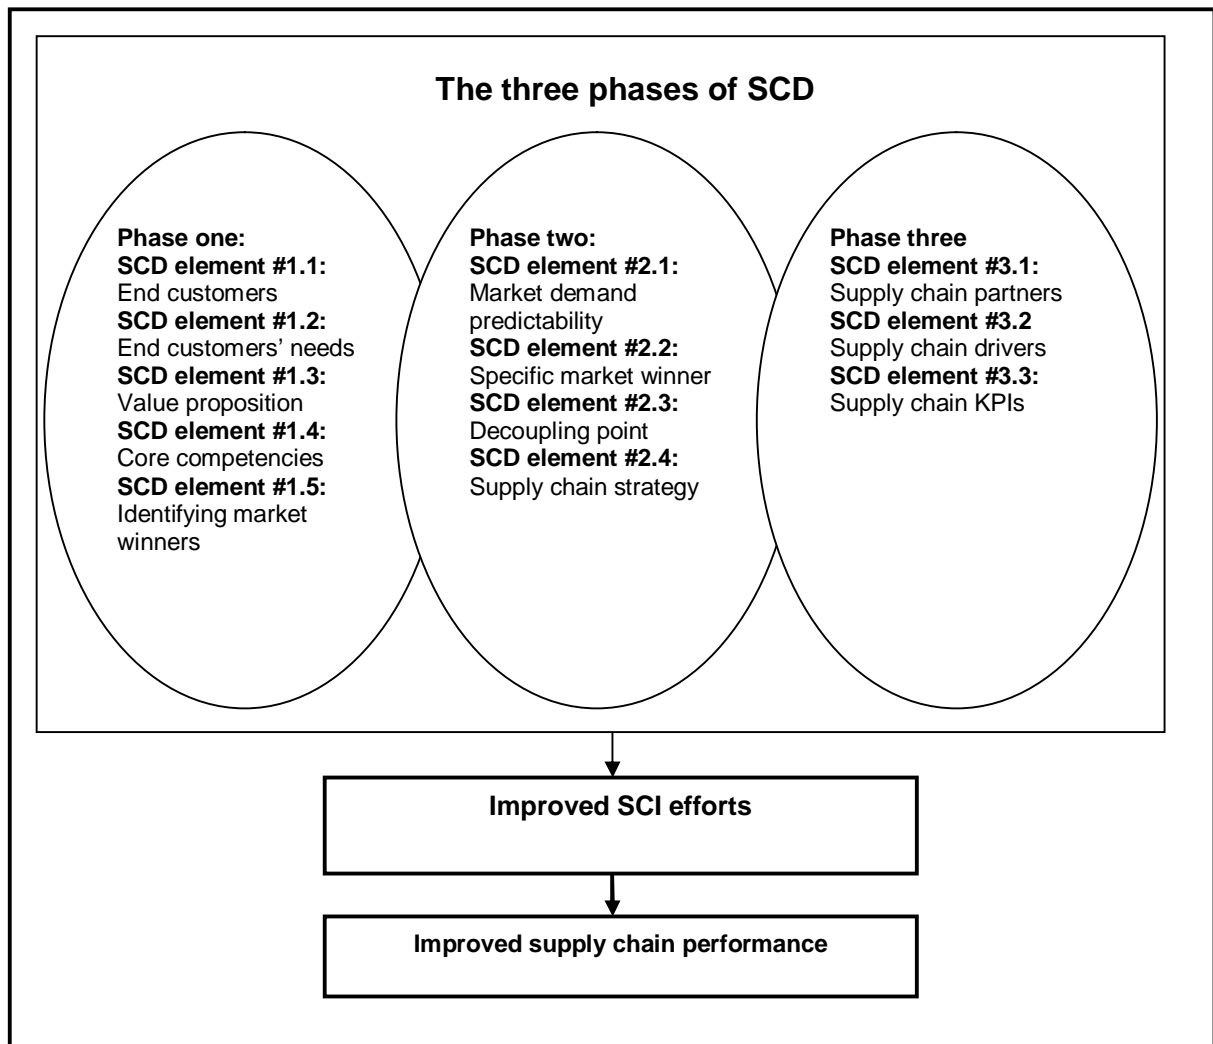 The three phases of SCD
Phase one:
SCD element #1.1:
End customers
SCD element #1.2:
End customers’ needs
SCD element #1.3:
Value proposition
SCD element #1.4:
Core competencies
SCD element #1.5:
Identifying market
winners
Phase two:
SCD element #2.1:
Market demand
predictability
SCD element #2.2:
Specific market winner
SCD element #2.3:
Decoupling point
SCD element #2.4:
Supply chain strategy
Phase three
SCD element #3.1:
Supply chain partners
SCD element #3.2
Supply chain drivers
SCD element #3.3:
Supply chain KPIs
Improved SCI efforts
Improved supply chain performance